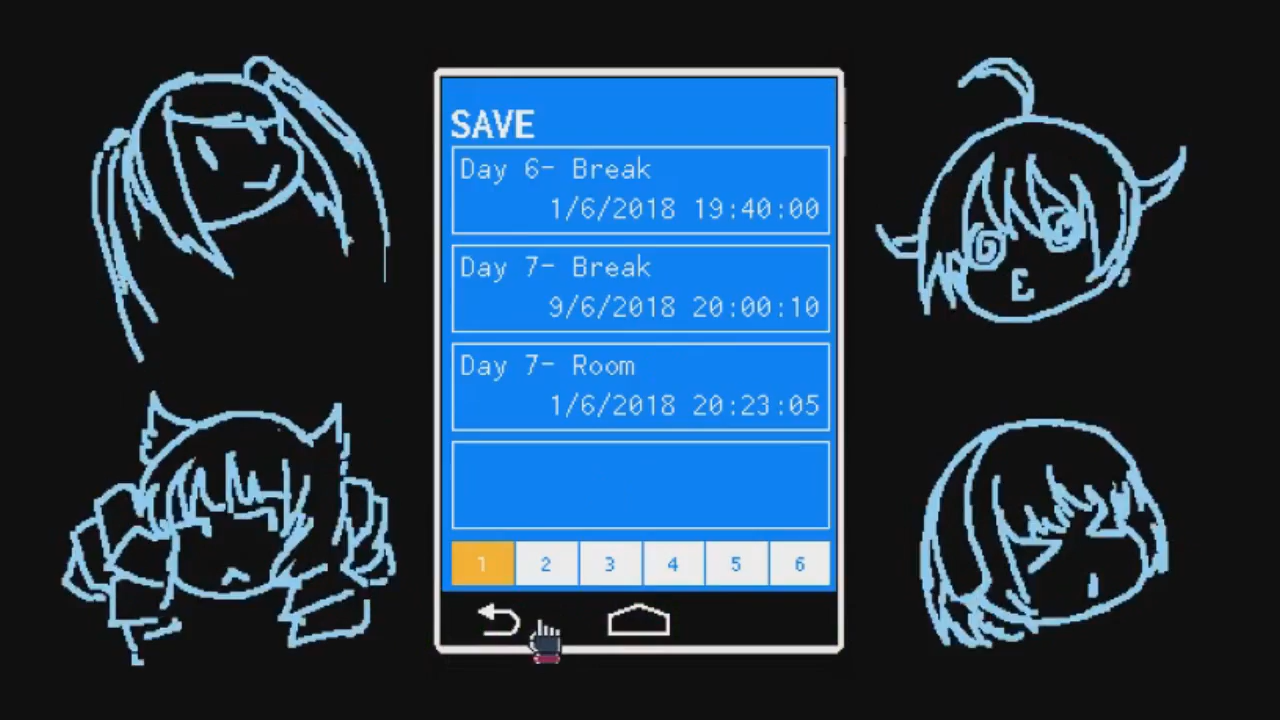 SAVE
Day 6- Break
1/6/2018 19:40:00
Day 7- Break
9/6/2018 20:00:10
Day 7- Room
1/6/2018 20:23:05
1 2 3 4 5 6